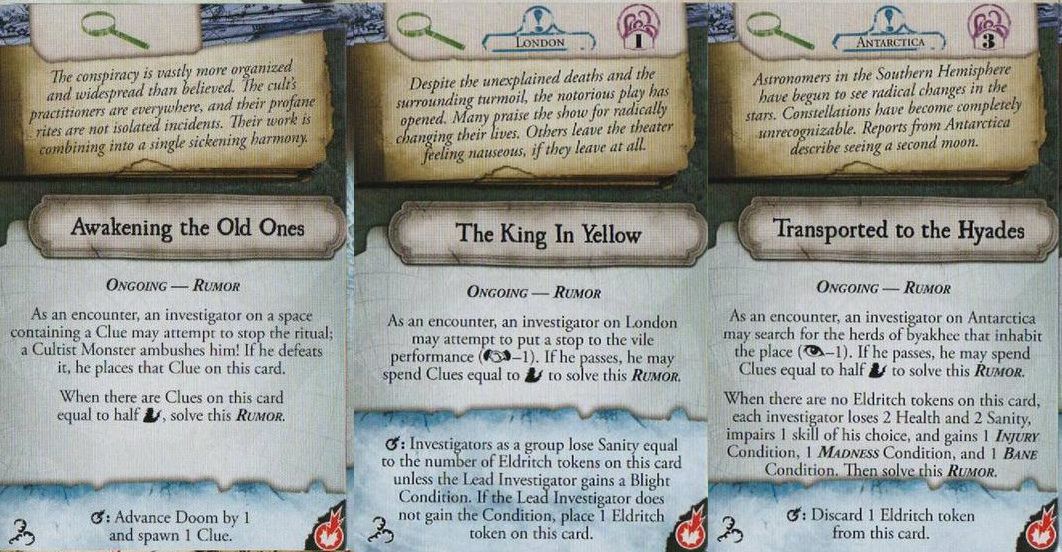 The conspiracy is vastly more organized
and widespread than believed. The cult's
practitioners are everywhere, and their profane
rites are not isolated incidents. Their work is
combining into a single sickening harmony.
Awakening the Old Ones
Ongoing — Rumor
As an encounter, an investigator on a space
containing a Clue may attempt to stop the ritual;
a Cultist Monster ambushes him! If he defeats
it, he places that Clue on this card.
When there are Clues on this card
equal to half , solve this Rumor.
: Advance Doom by 1
and spawn 1 Clue.
London
1
Despite the unexplained deaths and the
surrounding turmoil, the notorious play has
opened. Many praise the show for radically
changing their lives. Others leave the theater
feeling nauseous, if they leave at all.
The King In Yellow
Ongoing — Rumor
As an encounter, an investigator on London
may attempt to put a stop to the vile
performance ( –1). If he passes, he may
spend Clues equal to to solve this Rumor.
: Investigators as a group lose Sanity equal
to the number of Eldritch tokens on this card
unless the Lead Investigator gains a Blight
Condition. If the Lead Investigator does
not gain the Condition, place 1 Eldritch
token on this card.
Antarctica
3
Astronomers in the Southern Hemisphere
have begun to see radical changes in the
stars. Constellations have become completely
unrecognizable. Reports from Antarctica
describe seeing a second moon.
Transported to the Hyades
Ongoing — Rumor
As an encounter, an investigator on Antarctica
may search for the herds of byakhee that inhabit
the place ( –1). If he passes, he may spend
Clues equal to half to solve this Rumor.
When there are no Eldritch tokens on this card,
each investigator loses 2 Health and 2 Sanity,
impairs 1 skill of his choice, and gains 1 Injury
Condition, 1 Madness Condition, and 1 Bane
Condition. Then solve this Rumor.
: Discard 1 Eldritch token
from this card.